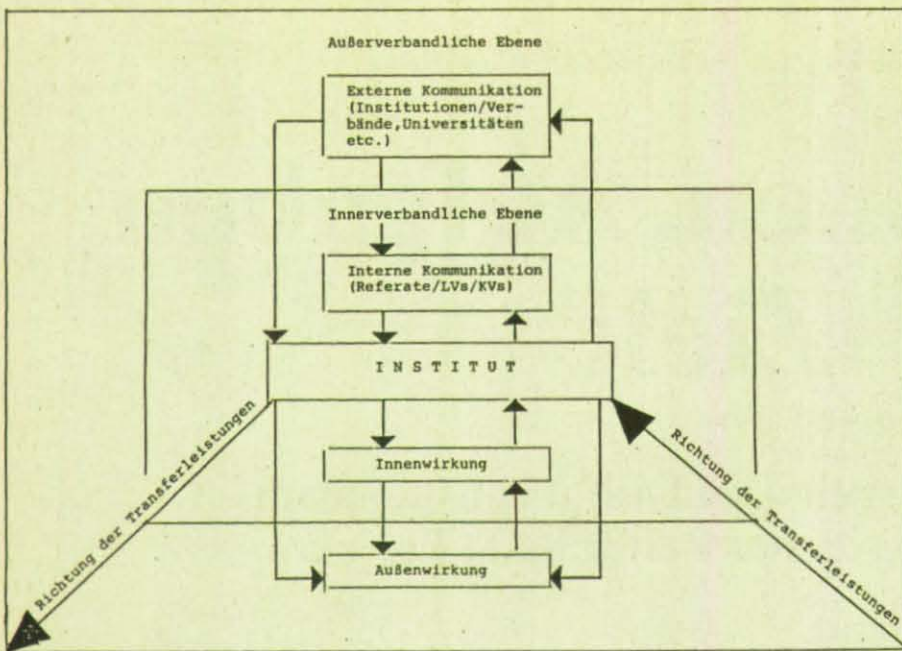 Außerverbandliche Ebene
Externe Kommunikation
(Institutionen/Ver-
bände,Universitäten
etc.)
Innerverbandliche Ebene
Interne Kommunikation
(Referate/LVs/KVs)
I N S T I T U T
Richtung der Transferleistungen
Richtung der Transferleistungen
Innenwirkung
Außenwirkung